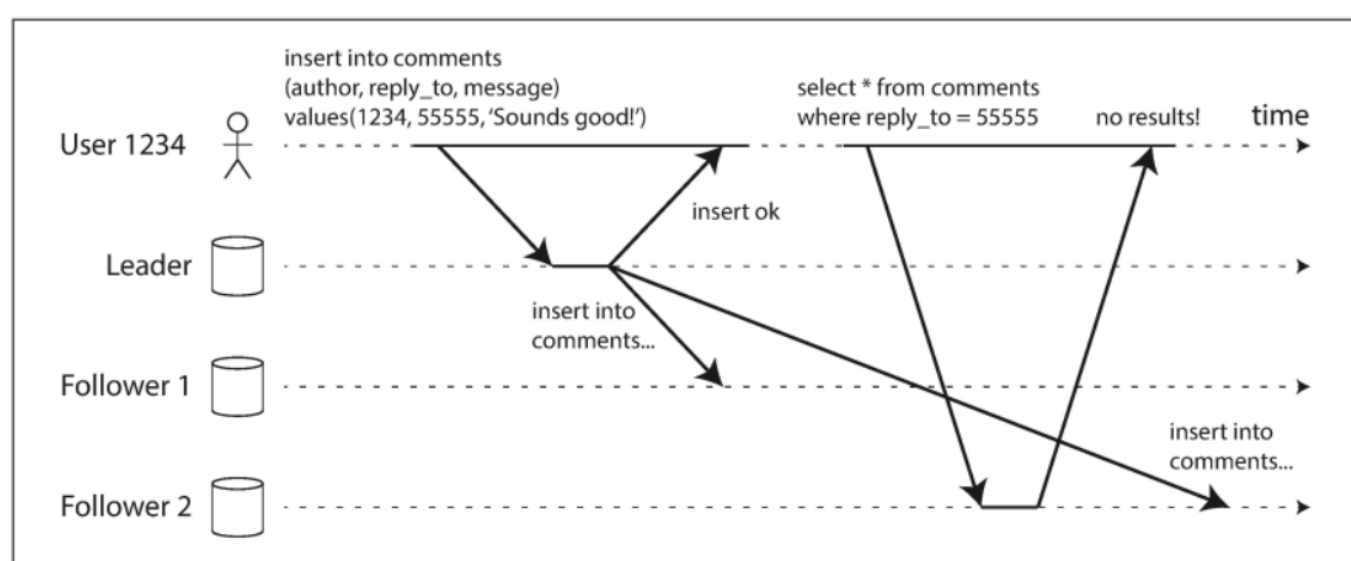 insert into comments
(author, reply_to, message)
values(1234, 55555, 'Sounds good!')
select * from comments
where reply_to = 55555
no results!
time
User 1234
insert ok
Leader
insert into
comments...
Follower 1
insert into
comments...
Follower 2